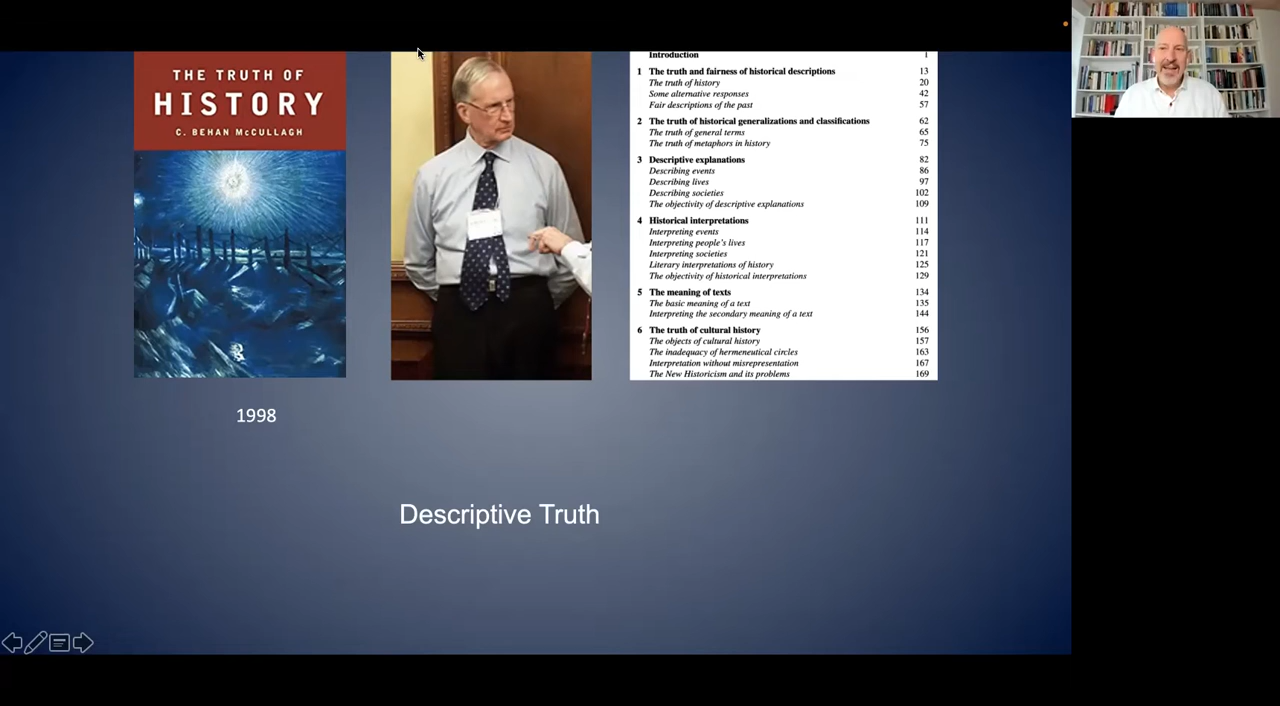 THE TRUTH OF
HISTORY
C. BEHAN McCULLAGH
1998
Introduction 1
1 The truth and fairness of historical descriptions 13
The truth of history 20
Some alternative responses 42
Fair descriptions of the past 57
2 The truth of historical generalizations and classifications 62
The truth of general terms 65
The truth of metaphors in history 75
3 Descriptive explanations 82
Describing events 86
Describing lives 97
Describing societies 102
The objectivity of descriptive explanations 109
4 Historical interpretations 111
Interpreting events 114
Interpreting people's lives 117
Interpreting societies 121
Literary interpretations of history 125
The objectivity of historical interpretations 129
5 The meaning of texts 134
The basic meaning of a text 135
Interpreting the secondary meaning of a text 144
6 The truth of cultural history 156
The objects of cultural history 157
The inadequacy of hermeneutical circles 163
Interpretation without misrepresentation 167
The New Historicism and its problems 169
Descriptive Truth